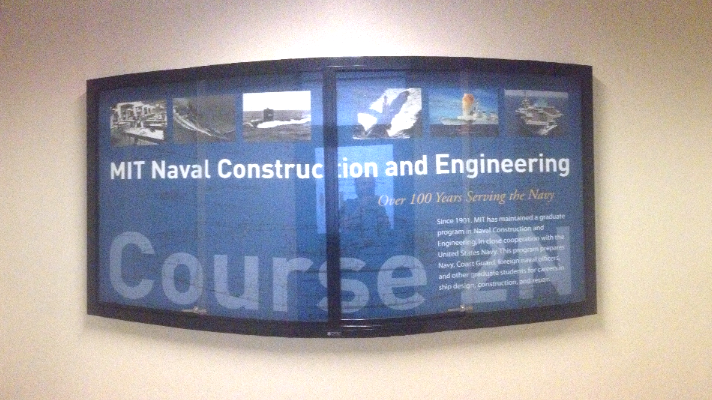 MIT Naval Construction and Engineering
Over 100 Years Serving the Navy
Since 1901, MIT has maintained a graduate
program in Naval Construction and
Engineering in close cooperation with the
United States Navy. This program prepares
Navy, Coast Guard, foreign naval officers,
and other graduate students for careers in
ship design, construction, and repair.
Course 2N